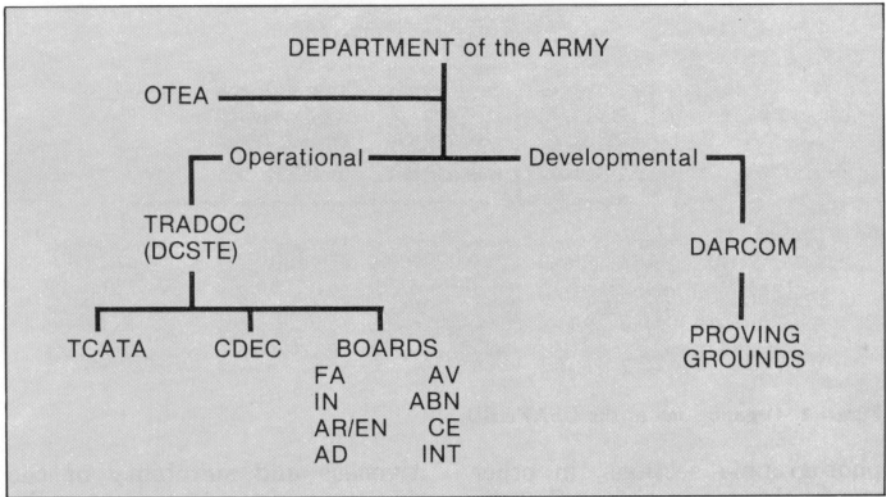 DEPARTMENT of the ARMY
OTEA
Operational
Developmental
TRADOC
(DCSTE)
DARCOM
TCATA
CDEC
BOARDS
PROVING
GROUNDS
FA AV
IN ABN
AR/EN CE
AD INT